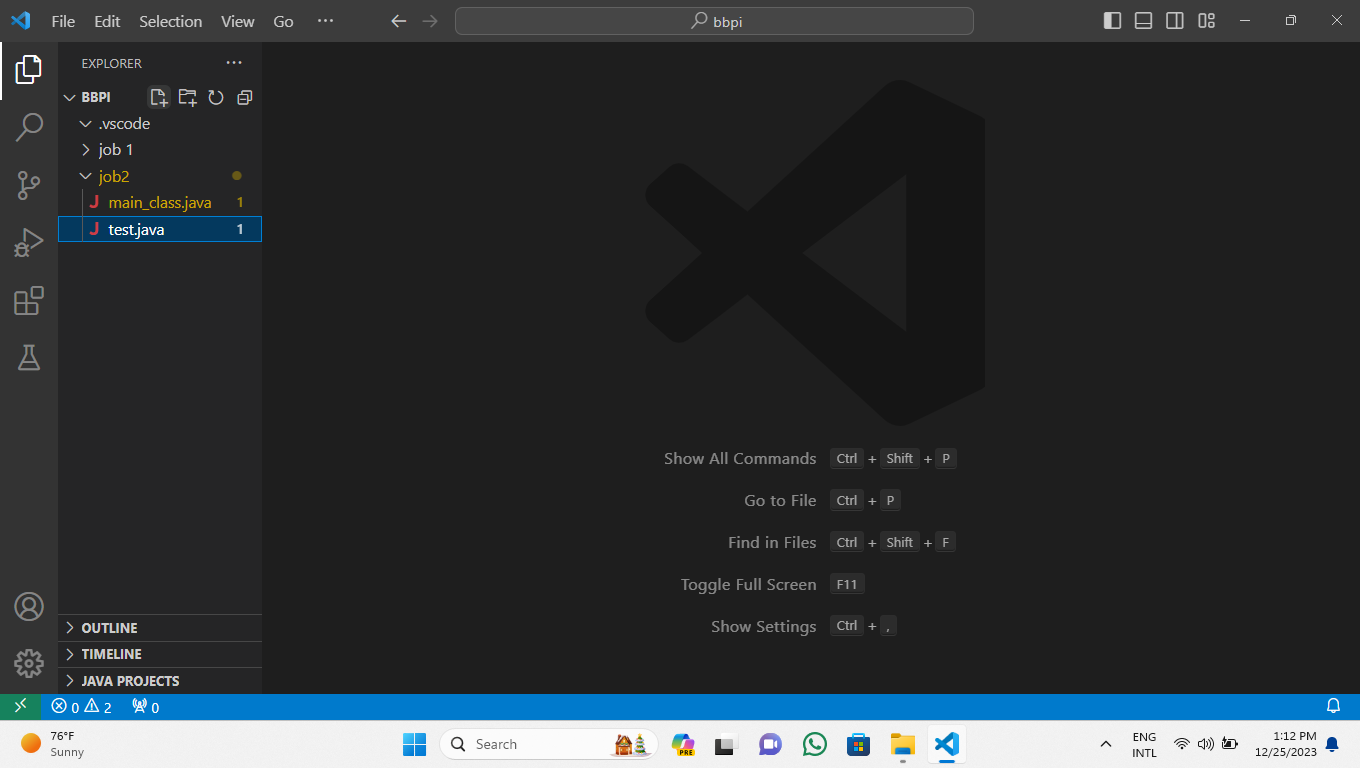 File Edit Selection View Go ···
bbpi
EXPLORER ···
BBPI
.vscode
job 1
job2
J main_class.java 1
J test.java 1
Show All Commands Ctrl + Shift + P
Go to File Ctrl + P
Find in Files Ctrl + Shift + F
Toggle Full Screen F11
Show Settings Ctrl + ,
OUTLINE
TIMELINE
JAVA PROJECTS
0 2 0
76°F
Sunny
Search
PRE
ENG
INTL
1:12 PM
12/25/2023